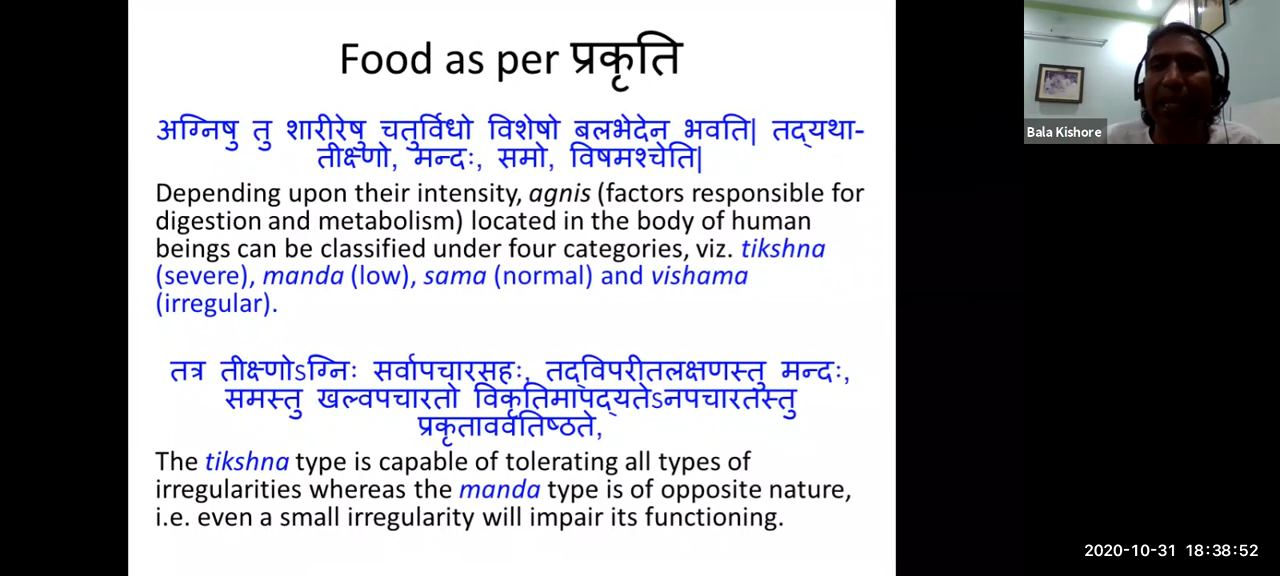 Food as per प्रकृति
अग्निषु तु शारीरेषु चतुर्विधो विशेषो बलभेदेन भवति| तद्यथा-
तीक्ष्णो, मन्दः, समो, विषमश्चेति|
Depending upon their intensity, agnis (factors responsible for
digestion and metabolism) located in the body of human
beings can be classified under four categories, viz. tikshna
(severe), manda (low), sama (normal) and vishama
(irregular).
तत्र तीक्ष्णोऽग्निः सर्वापचारसहः, तद्विपरीतलक्षणस्तु मन्दः,
समस्तु खल्वपचारतो विकृतिमापद्यतेऽनपचारतस्तु
प्रकृताववतिष्ठते,
The tikshna type is capable of tolerating all types of
irregularities whereas the manda type is of opposite nature,
i.e. even a small irregularity will impair its functioning.
Bala Kishore
2020-10-31 18:38:52